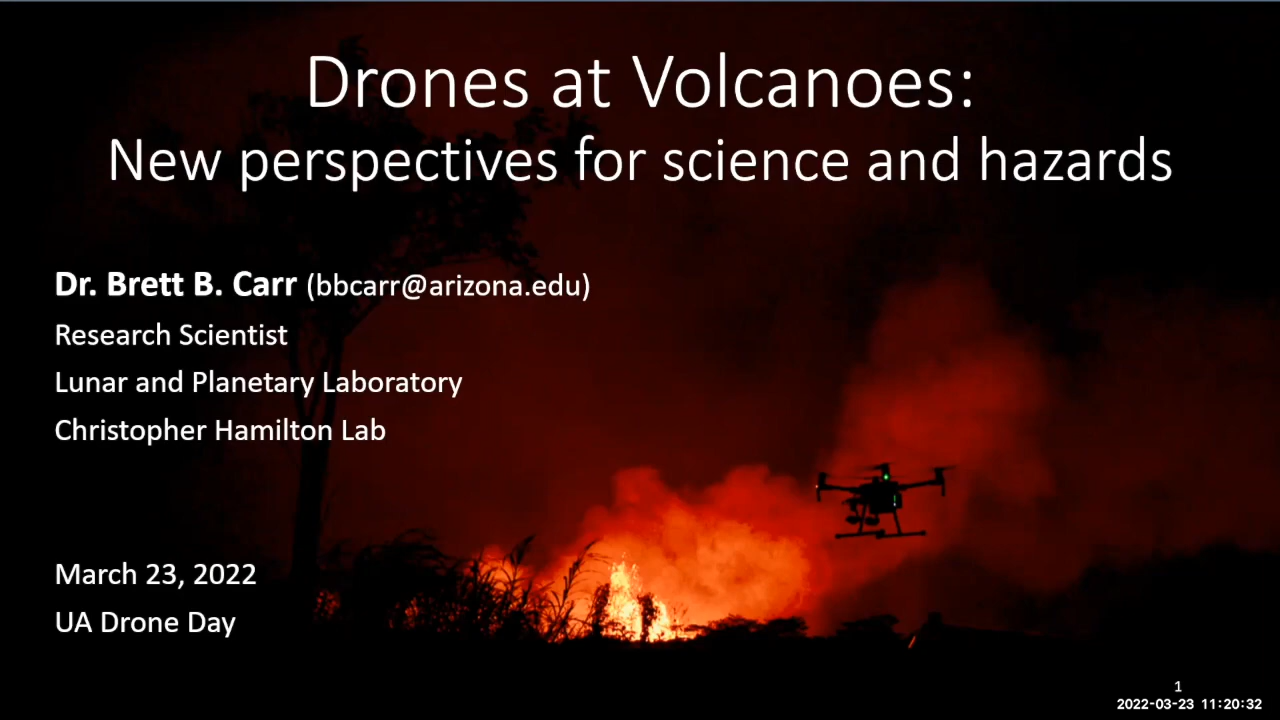 Drones at Volcanoes:
New perspectives for science and hazards
Dr. Brett B. Carr (bbcarr@arizona.edu)
Research Scientist
Lunar and Planetary Laboratory
Christopher Hamilton Lab
March 23, 2022
UA Drone Day
1
2022-03-23 11:20:32